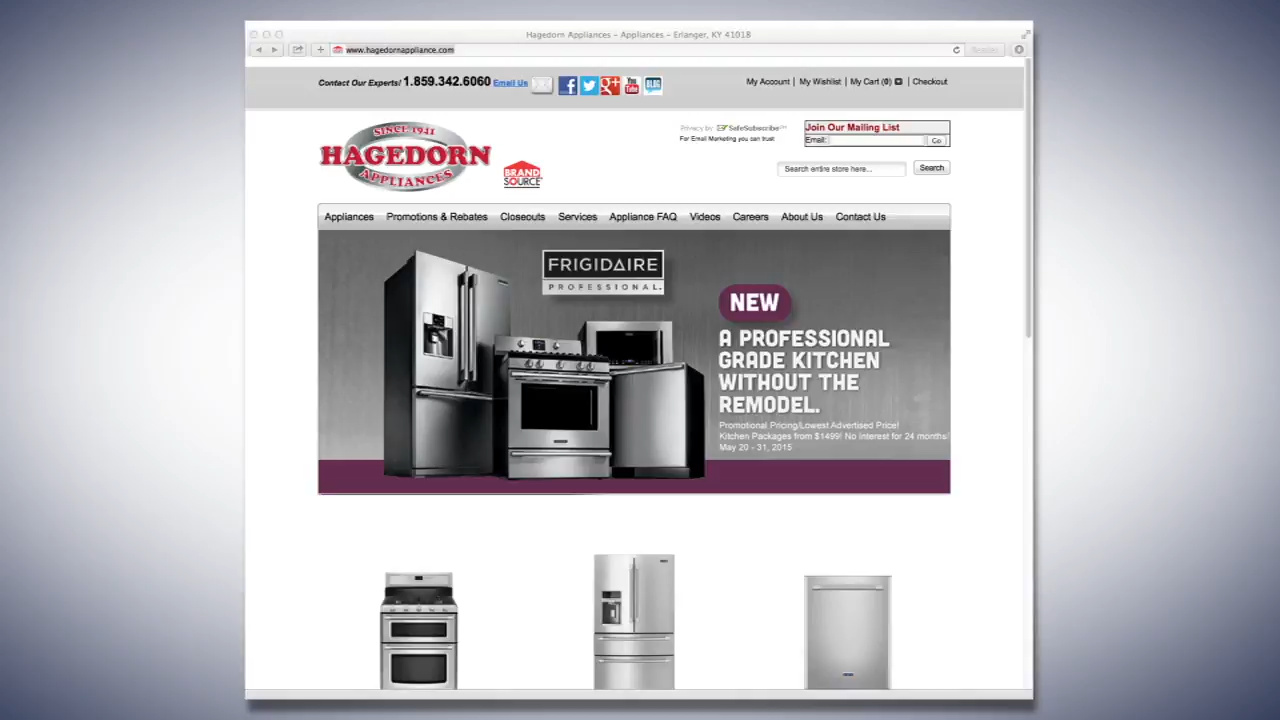 Hagedorn Appliances – Appliances – Erlanger, KY 41018
www.hagedornappliance.com
Reader
Contact Our Experts! 1.859.342.6060 Email Us
You Tube
BLOG
My Account | My Wishlist | My Cart (0) | Checkout
SINCE 1941
HAGEDORN
APPLIANCES
BRAND
SOURCE
Privacy by SafeSubscribe
For Email Marketing you can trust
Join Our Mailing List
Email:
Go
Search entire store here...
Search
Appliances
Promotions & Rebates
Closeouts
Services
Appliance FAQ
Videos
Careers
About Us
Contact Us
FRIGIDAIRE
PROFESSIONAL.
NEW
A PROFESSIONAL
GRADE KITCHEN
WITHOUT THE
REMODEL.
Promotional Pricing/Lowest Advertised Price!
Kitchen Packages from $1499! No Interest for 24 months!
May 20 - 31, 2015